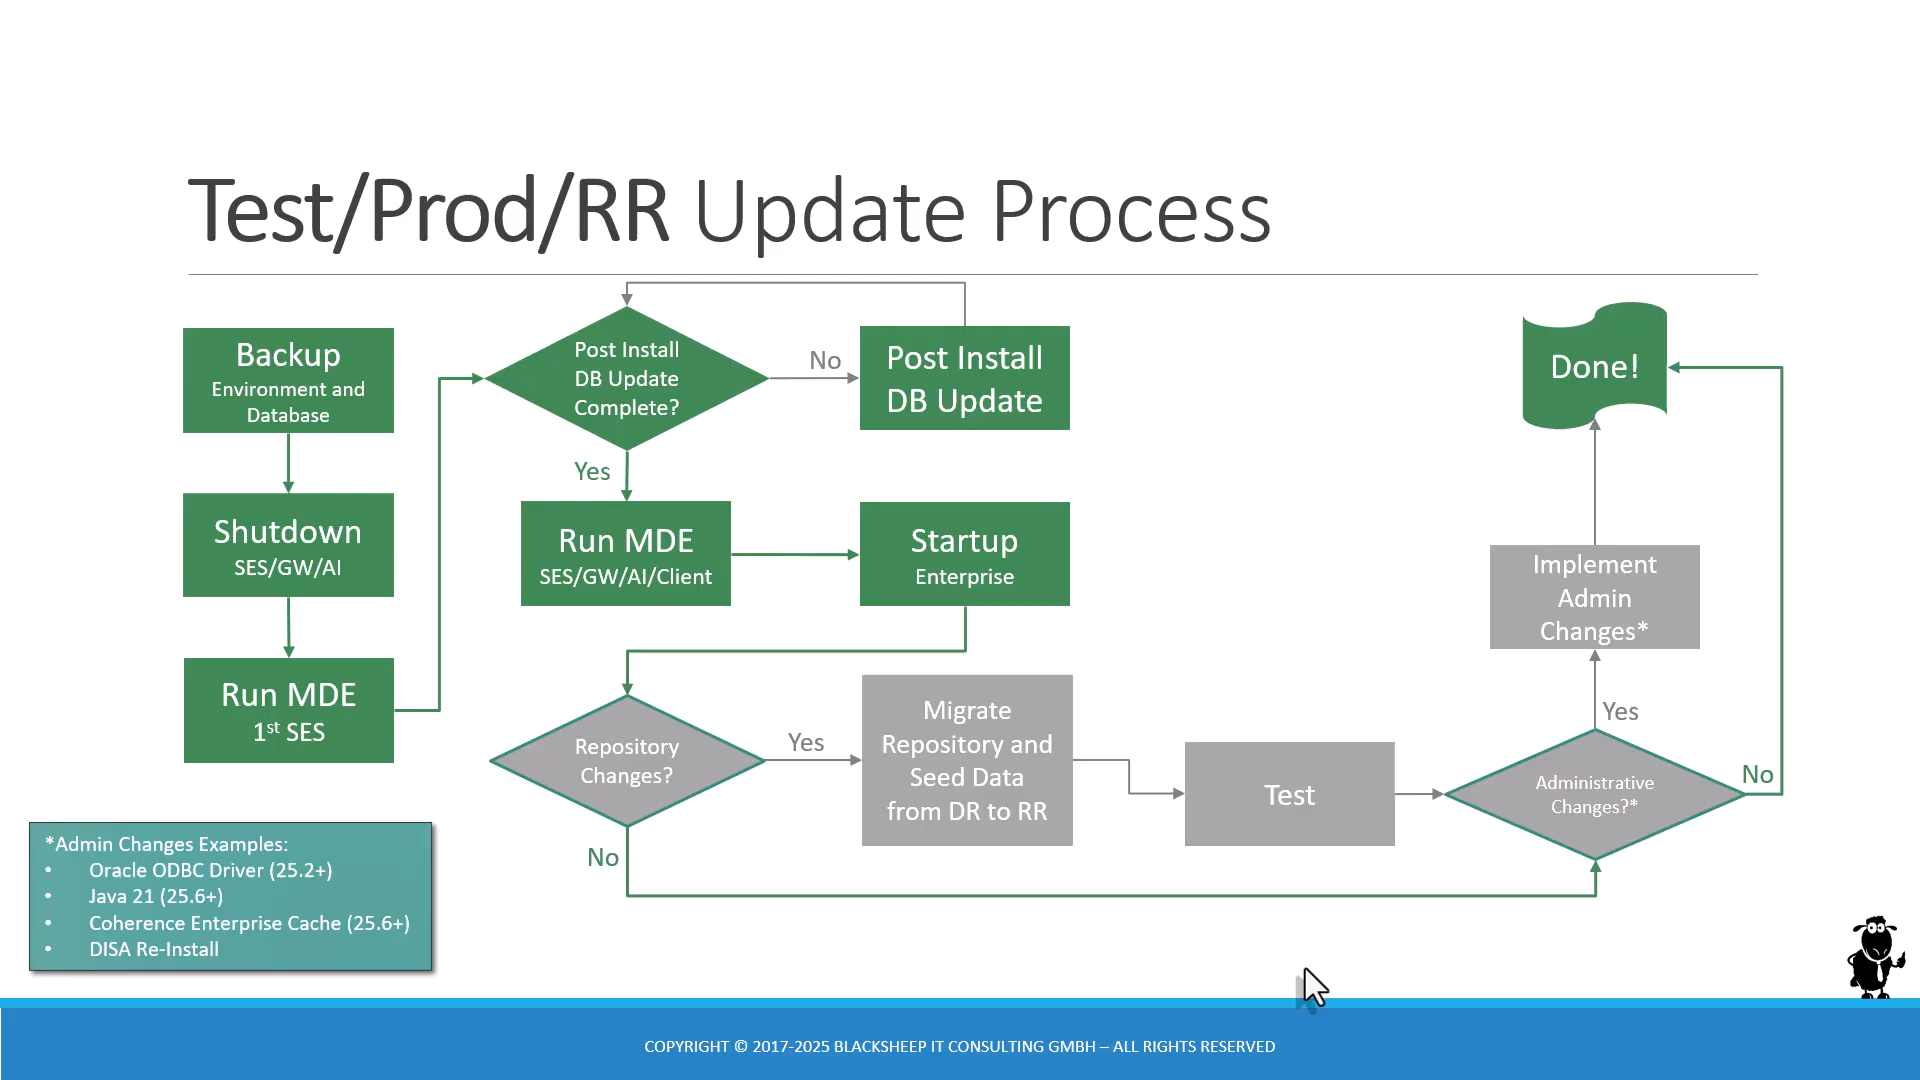 Test/Prod/RR Update Process
Backup
Environment and
Database
Shutdown
SES/GW/AI
Run MDE
1st SES
Post Install
DB Update
Complete?
No
Post Install
DB Update
Yes
Run MDE
SES/GW/AI/Client
Startup
Enterprise
Repository
Changes?
Yes
Migrate
Repository and
Seed Data
from DR to RR
No
Test
Administrative
Changes?*
Yes
No
Implement
Admin
Changes*
Done!
*Admin Changes Examples:
• Oracle ODBC Driver (25.2+)
• Java 21 (25.6+)
• Coherence Enterprise Cache (25.6+)
• DISA Re-Install
COPYRIGHT © 2017-2025 BLACKSHEEP IT CONSULTING GMBH – ALL RIGHTS RESERVED